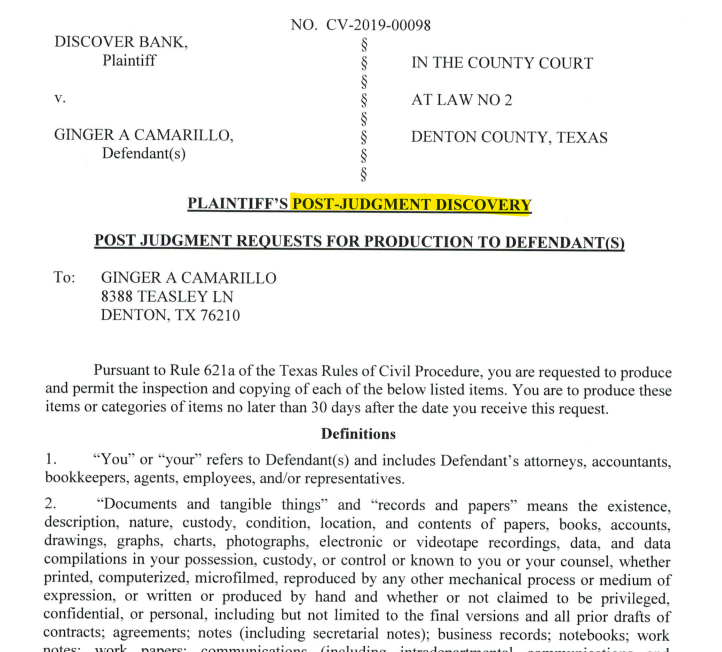 NO. CV-2019-00098
DISCOVER BANK, §
Plaintiff § IN THE COUNTY COURT
§
v. § AT LAW NO 2
§
GINGER A CAMARILLO, § DENTON COUNTY, TEXAS
Defendant(s) §
§
PLAINTIFF'S POST-JUDGMENT DISCOVERY
POST JUDGMENT REQUESTS FOR PRODUCTION TO DEFENDANT(S)
To: GINGER A CAMARILLO
8388 TEASLEY LN
DENTON, TX 76210
Pursuant to Rule 621a of the Texas Rules of Civil Procedure, you are requested to produce
and permit the inspection and copying of each of the below listed items. You are to produce these
items or categories of items no later than 30 days after the date you receive this request.
Definitions
1. "You" or "your" refers to Defendant(s) and includes Defendant's attorneys, accountants,
bookkeepers, agents, employees, and/or representatives.
2. "Documents and tangible things" and "records and papers" means the existence,
description, nature, custody, condition, location, and contents of papers, books, accounts,
drawings, graphs, charts, photographs, electronic or videotape recordings, data, and data
compilations in your possession, custody, or control or known to you or your counsel, whether
printed, computerized, microfilmed, reproduced by any other mechanical process or medium of
expression, or written or produced by hand and whether or not claimed to be privileged,
confidential, or personal, including but not limited to the final versions and all prior drafts of
contracts; agreements; notes (including secretarial notes); business records; notebooks; work
notes; work papers; communications (including intradepartmental communications and